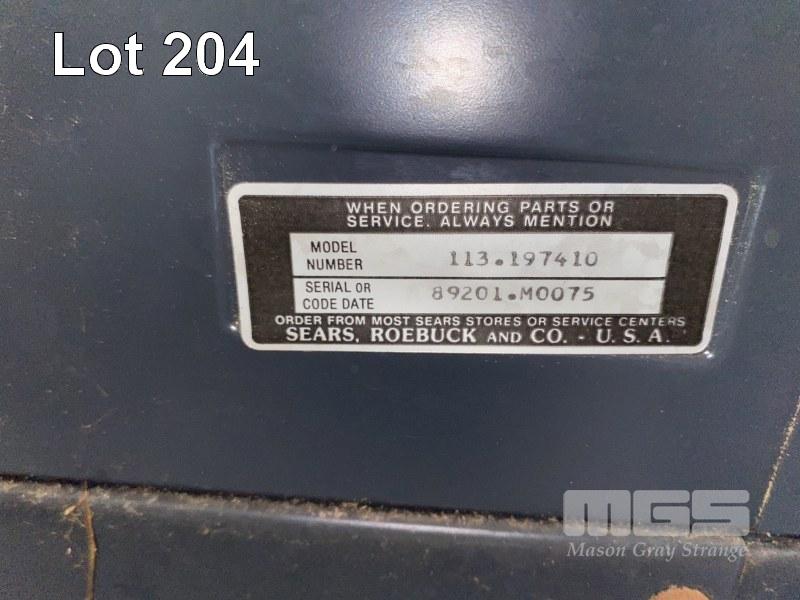 Lot 204
WHEN ORDERING PARTS OR
SERVICE. ALWAYS MENTION
MODEL
NUMBER
113.197410
SERIAL OR
CODE DATE
89201.M0075
ORDER FROM MOST SEARS STORES OR SERVICE CENTERS
SEARS, ROEBUCK AND CO. - U. S. A.
MGS
Mason Gray Strange